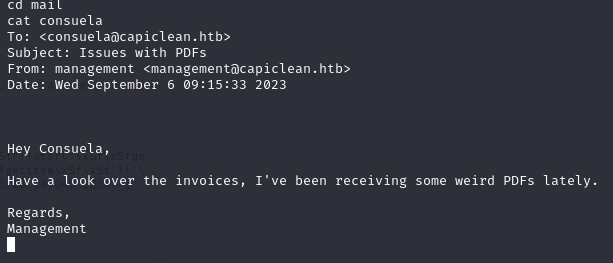 cd mail
cat consuela
To: <consuela@capiclean.htb>
Subject: Issues with PDFs
From: management <management@capiclean.htb>
Date: Wed September 6 09:15:33 2023
Hey Consuela,
Have a look over the invoices, I've been receiving some weird PDFs lately.
Regards,
Management